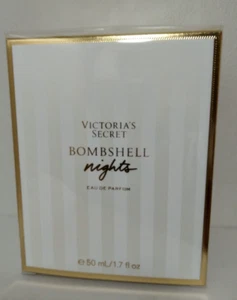 VICTORIA'S
SECRET
BOMBSHELL
nights
EAU DE PARFUM
℮ 50 mL/1.7 fl oz